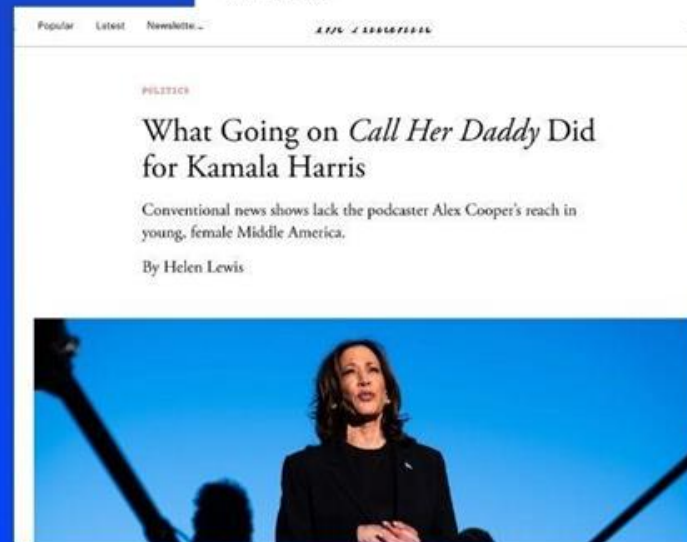 Popular Latest
POLITICS
What Going on Call Her Daddy Did
for Kamala Harris
Conventional news shows lack the podcaster Alex Cooper's reach in
young, female Middle America.
By Helen Lewis